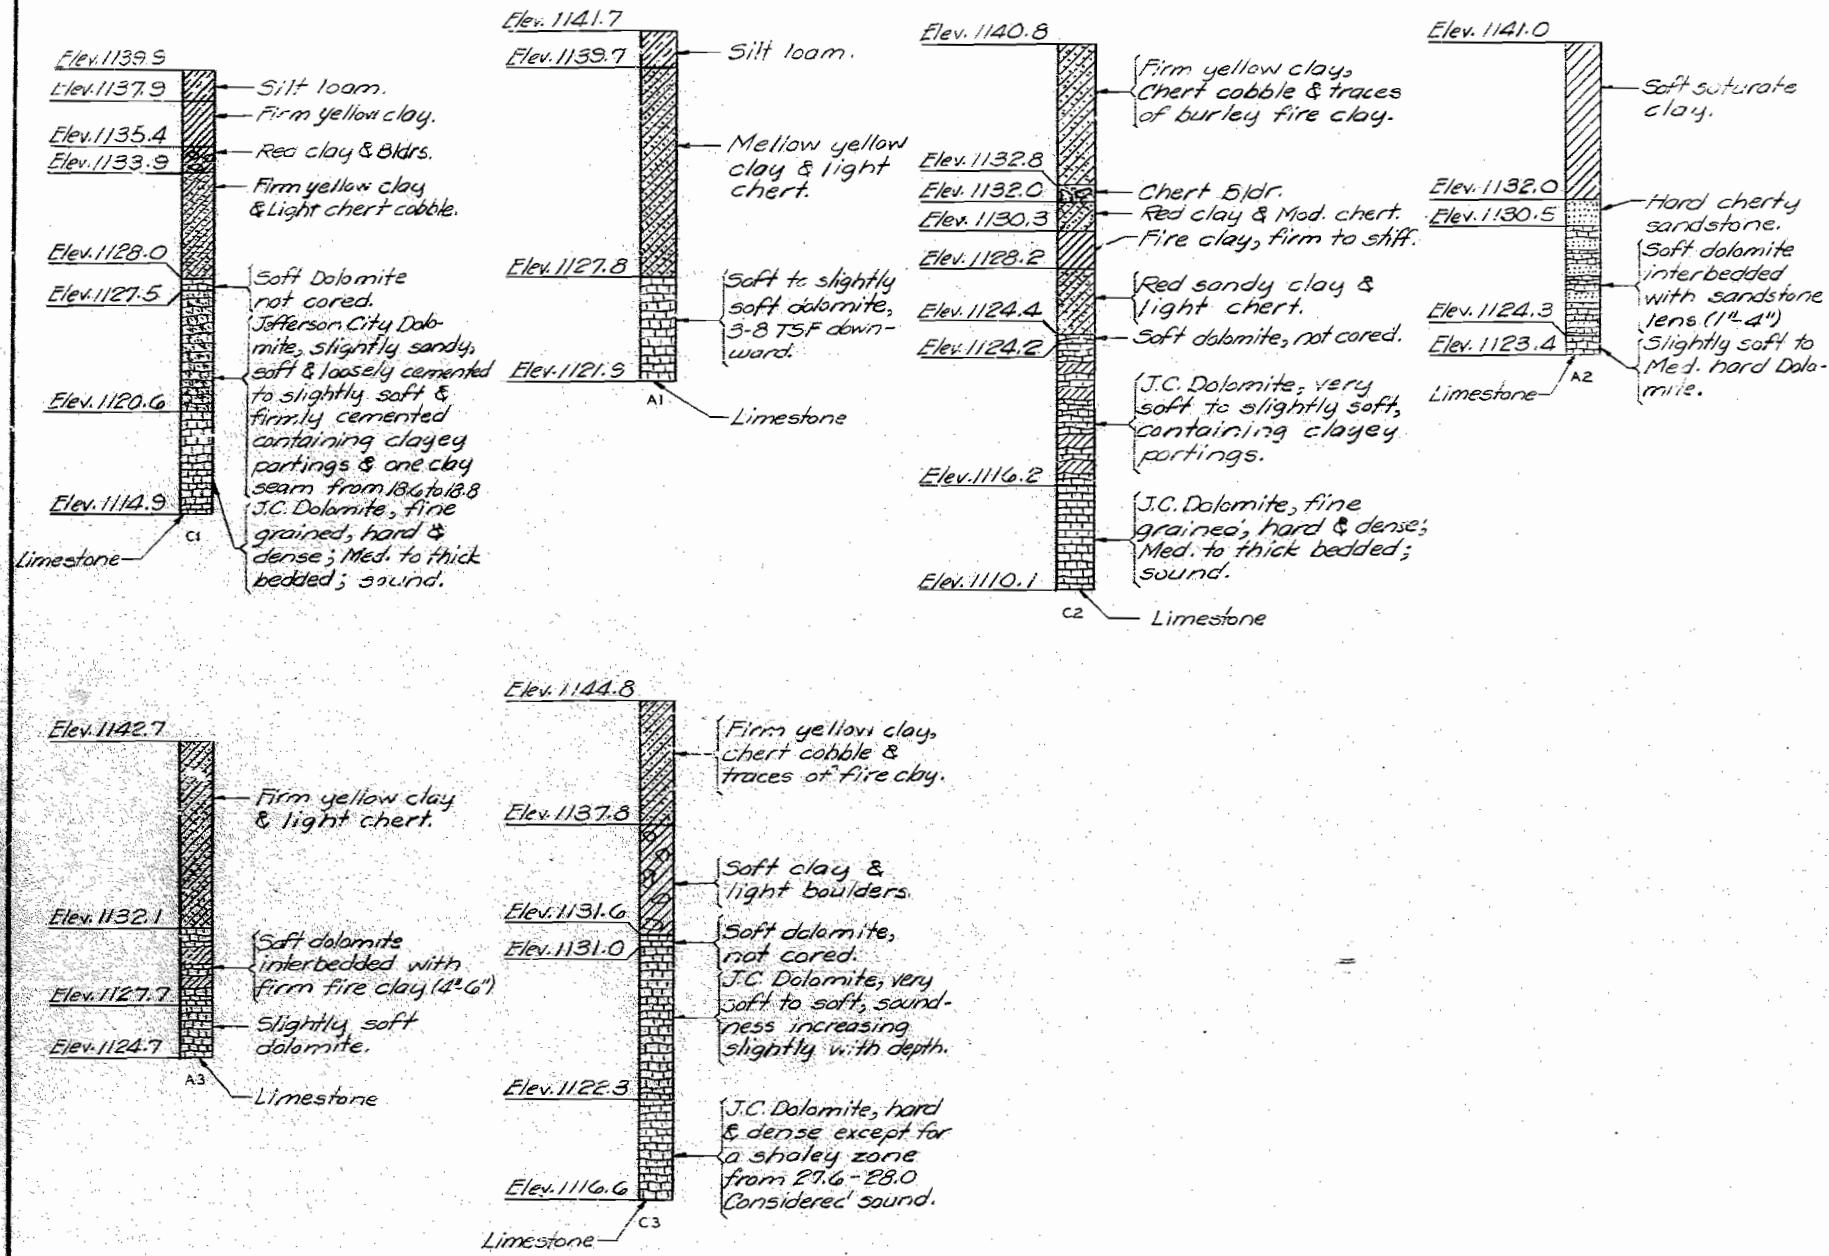 Elev. 1139.9
Elev. 1137.9
Elev. 1135.4
Elev. 1133.9
Elev. 1128.0
Elev. 1127.5
Elev. 1120.6
Elev. 1114.9
Limestone
C1
Silt loam.
Firm yellow clay.
Red clay & Bldrs.
Firm yellow clay
& Light chert cobble.
Soft Dolomite
not cored.
Jefferson City Dolo-
mite, slightly sandy,
soft & loosely cemented
to slightly soft &
firmly cemented
containing clayey
partings & one clay
seam from 18.6 to 18.8
J.C. Dolomite, fine
grained, hard &
dense; Med. to thick
bedded; sound.
Elev. 1141.7
Elev. 1139.7
Elev. 1127.8
Elev. 1121.9
A1
Silt loam.
Mellow yellow
clay & light
chert.
Soft to slightly
soft dolomite,
3-8 TSF down-
ward.
Limestone
Elev. 1140.8
Elev. 1132.8
Elev. 1132.0
Elev. 1130.3
Elev. 1128.2
Elev. 1124.4
Elev. 1124.2
Elev. 1116.2
Elev. 1110.1
C2
Firm yellow clay,
Chert cobble & traces
of burley fire clay.
Chert Bldr.
Red clay & Mod. chert.
Fire clay, firm to stiff.
Red sandy clay &
light chert.
Soft dolomite, not cored.
J.C. Dolomite, very
soft to slightly soft,
containing clayey
partings.
J.C. Dolomite, fine
grained, hard & dense;
Med. to thick bedded;
sound.
Limestone
Elev. 1141.0
Elev. 1132.0
Elev. 1130.5
Elev. 1124.3
Elev. 1123.4
Limestone
A2
Soft saturate
clay.
Hard cherty
sandstone.
Soft dolomite
interbedded
with sandstone
lens (1"-4")
Slightly soft to
Med. hard Dolo-
mite.
Elev. 1142.7
Elev. 1132.1
Elev. 1127.7
Elev. 1124.7
A3
Firm yellow clay
& light chert.
Soft dolomite
interbedded with
firm fire clay (4"-6")
Slightly soft
dolomite.
Limestone
Elev. 1144.8
Elev. 1137.8
Elev. 1131.6
Elev. 1131.0
Elev. 1122.3
Elev. 1116.6
C3
Limestone
Firm yellow clay,
chert cobble &
traces of fire clay.
Soft clay &
light boulders.
Soft dolomite,
not cored.
J.C. Dolomite, very
soft to soft, sound-
ness increasing
slightly with depth.
J.C. Dolomite, hard
& dense except for
a shaley zone
from 27.6-28.0
Considered sound.